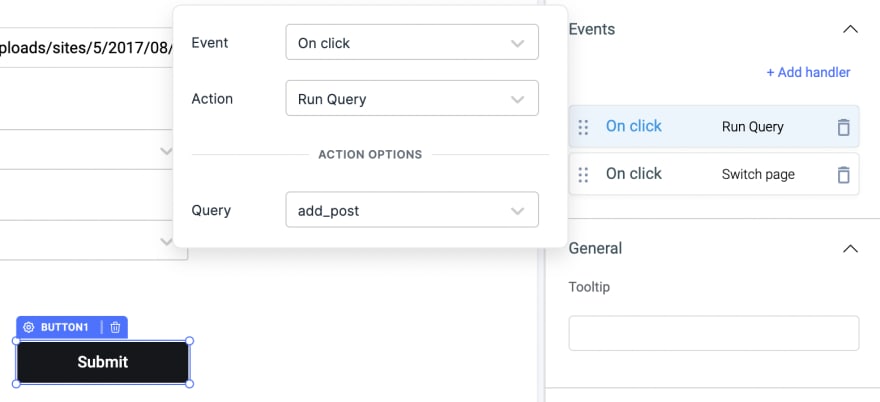 ploads/sites/5/2017/08/
Event
On click
Action
Run Query
ACTION OPTIONS
Query
add_post
BUTTON1
Submit
Events
+ Add handler
On click Run Query
On click Switch page
General
Tooltip